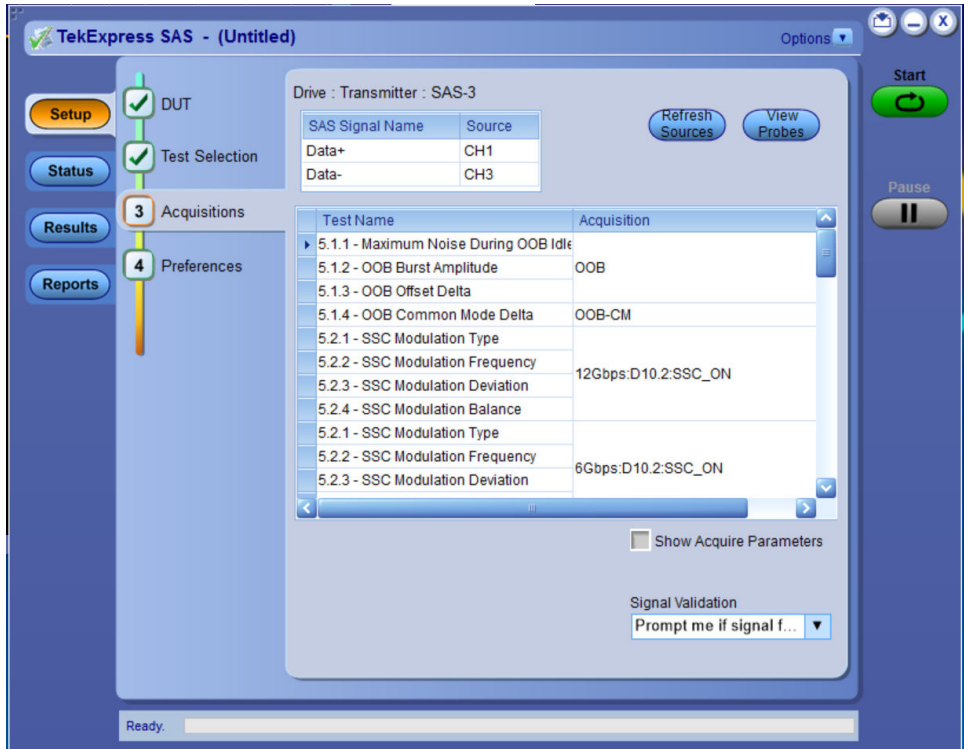 TekExpress SAS - (Untitled)
Options
Start
Pause
Setup
Status
Results
Reports
DUT
Test Selection
3 Acquisitions
4 Preferences
Drive : Transmitter : SAS-3
SAS Signal Name Source
Data+ CH1
Data- CH3
Refresh Sources
View Probes
Test Name Acquisition
5.1.1 - Maximum Noise During OOB Idle
5.1.2 - OOB Burst Amplitude OOB
5.1.3 - OOB Offset Delta
5.1.4 - OOB Common Mode Delta OOB-CM
5.2.1 - SSC Modulation Type
5.2.2 - SSC Modulation Frequency
12Gbps:D10.2:SSC_ON
5.2.3 - SSC Modulation Deviation
5.2.4 - SSC Modulation Balance
5.2.1 - SSC Modulation Type
5.2.2 - SSC Modulation Frequency
6Gbps:D10.2:SSC_ON
5.2.3 - SSC Modulation Deviation
Show Acquire Parameters
Signal Validation
Prompt me if signal f...
Ready.